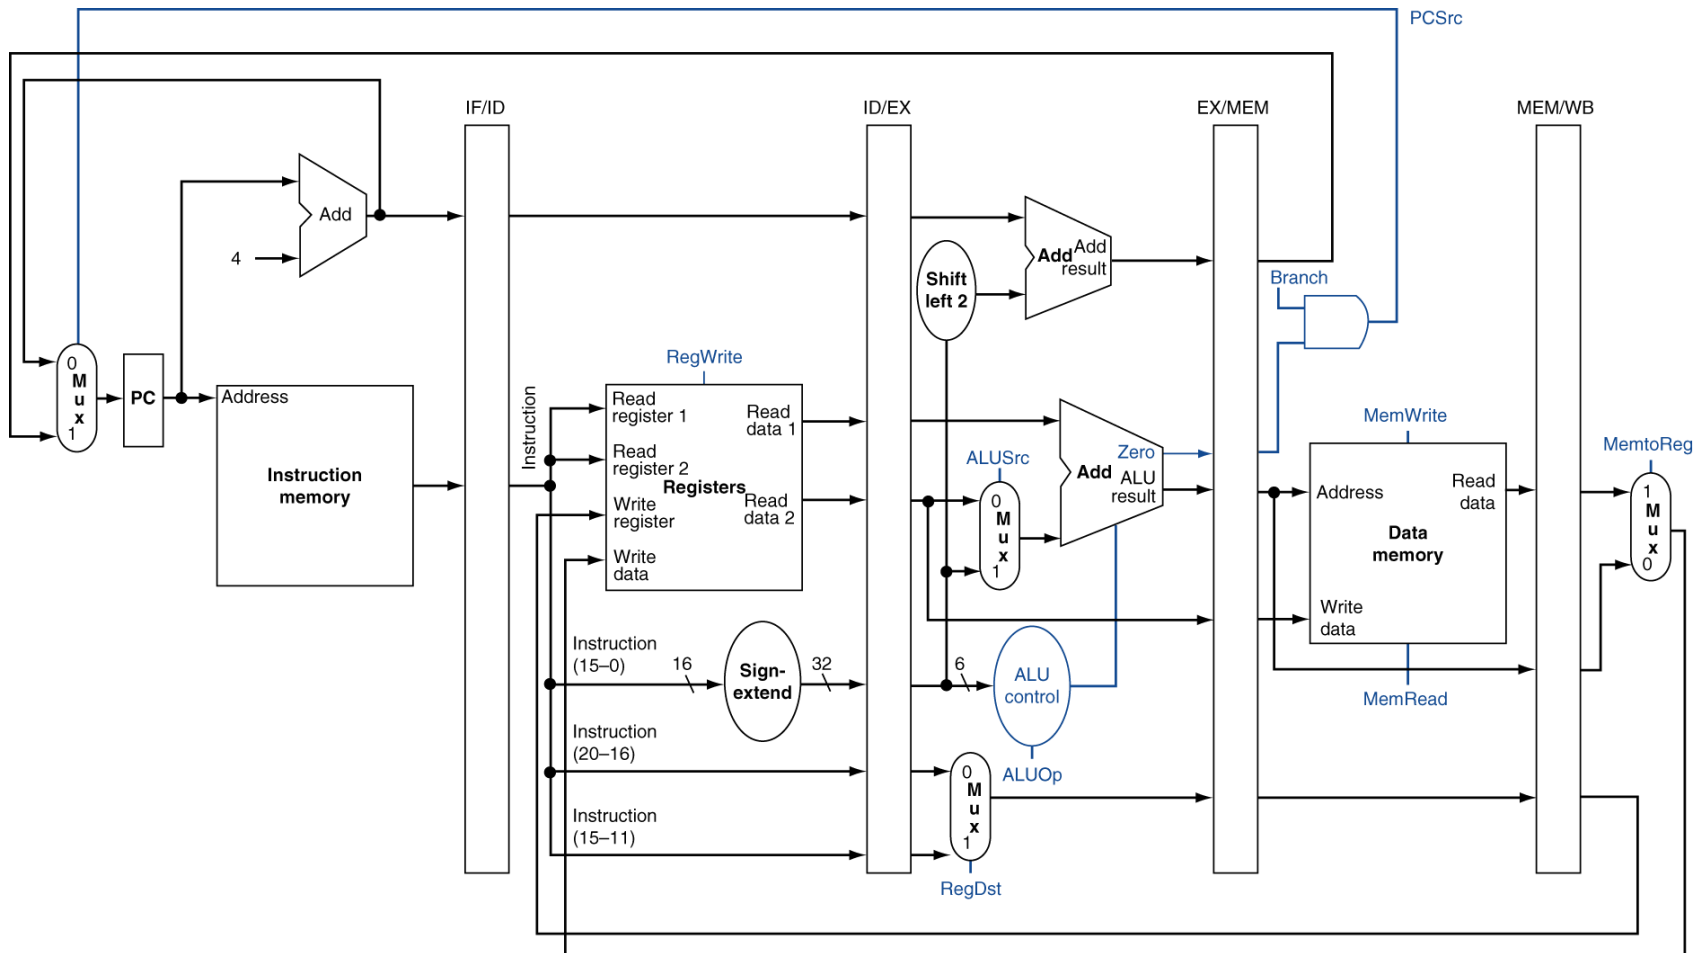 PCSrc
IF/ID
ID/EX
EX/MEM
MEM/WB
Add
4
Shift
left 2
Add
Add
result
Branch
0
M
u
x
1
PC
Address
Instruction
memory
Instruction
RegWrite
Read
register 1
Read
register 2
Write
register
Write
data
Registers
Read
data 1
Read
data 2
ALUSrc
0
M
u
x
1
Zero
Add
ALU
result
MemWrite
Address
Read
data
Data
memory
Write
data
MemRead
MemtoReg
1
M
u
x
0
Instruction
(15–0)
16
Sign-
extend
32
6
ALU
control
ALUOp
Instruction
(20–16)
Instruction
(15–11)
0
M
u
x
1
RegDst